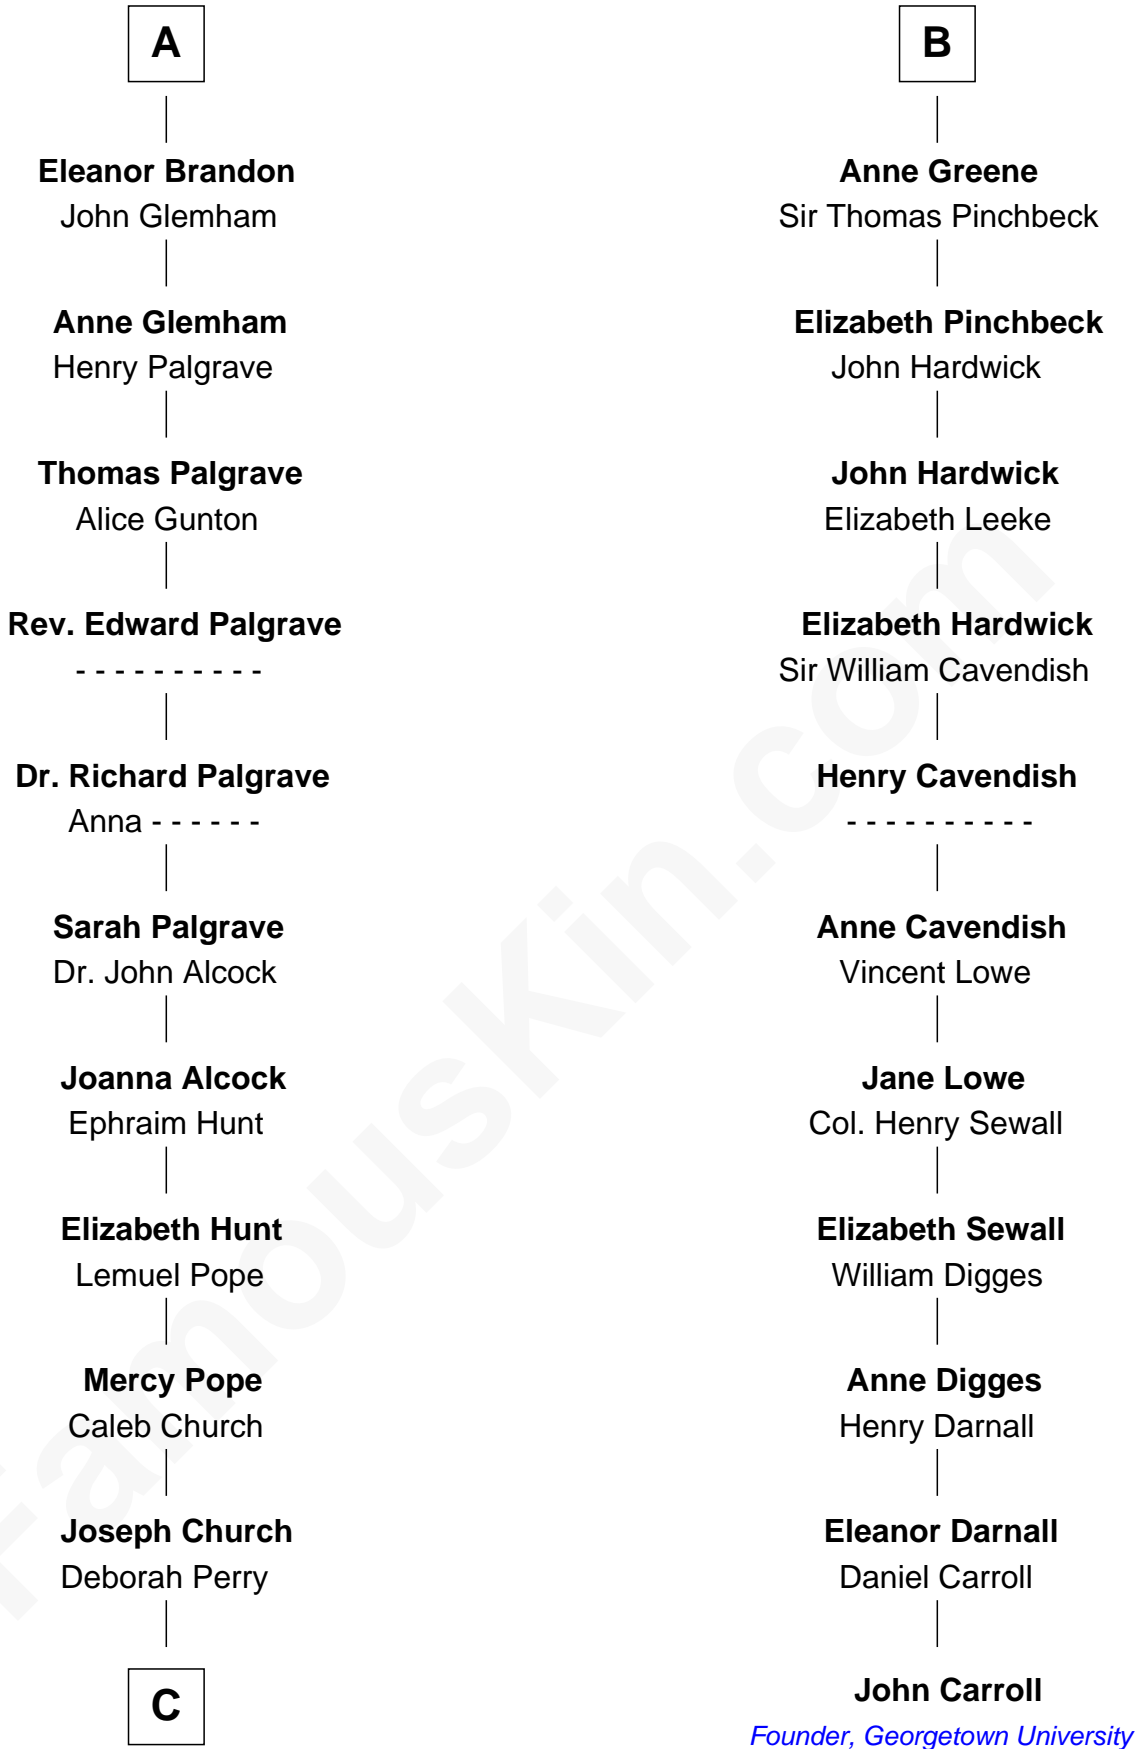 A
Eleanor Brandon
John Glemham
Anne Glemham
Henry Palgrave
Thomas Palgrave
Alice Gunton
Rev. Edward Palgrave
- - - - - - - - - -
Dr. Richard Palgrave
Anna - - - - - -
Sarah Palgrave
Dr. John Alcock
Joanna Alcock
Ephraim Hunt
Elizabeth Hunt
Lemuel Pope
Mercy Pope
Caleb Church
Joseph Church
Deborah Perry
C
B
Anne Greene
Sir Thomas Pinchbeck
Elizabeth Pinchbeck
John Hardwick
John Hardwick
Elizabeth Leeke
Elizabeth Hardwick
Sir William Cavendish
Henry Cavendish
- - - - - - - - - -
Anne Cavendish
Vincent Lowe
Jane Lowe
Col. Henry Sewall
Elizabeth Sewall
William Digges
Anne Digges
Henry Darnall
Eleanor Darnall
Daniel Carroll
John Carroll
Founder, Georgetown University
FamousKin.com